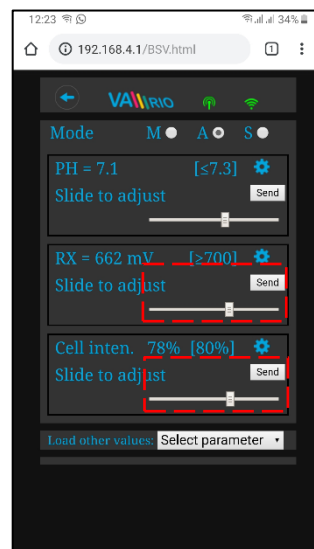 12:23 34%
192.168.4.1/BSV.html 1
VA RIO
Mode M A S
PH = 7.1 [≤7.3]
Slide to adjust Send
RX = 662 mV [≥700]
Slide to adjust Send
Cell inten. 78% [80%]
Slide to adjust Send
Load other values: Select parameter